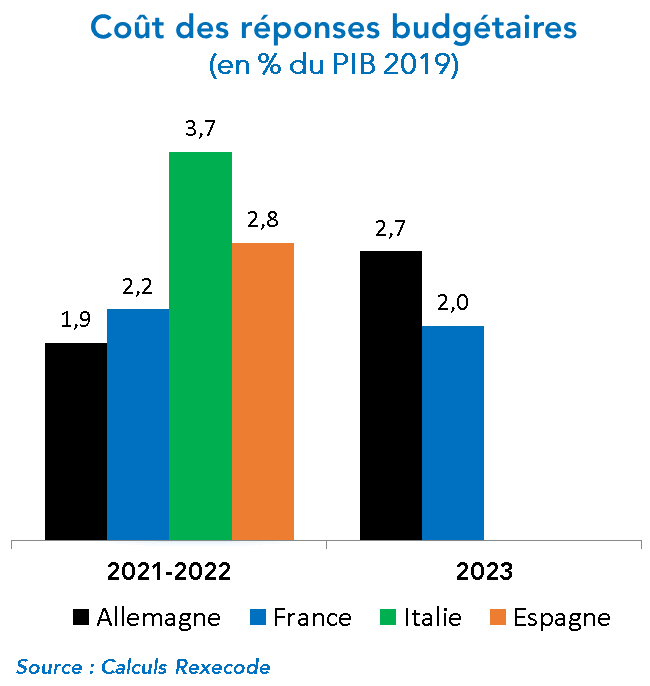 Coût des réponses budgétaires
(en % du PIB 2019)
3,7
2,8
2,7
2,2
2,0
1,9
2021-2022 2023
Allemagne France Italie Espagne
Source : Calculs Rexecode